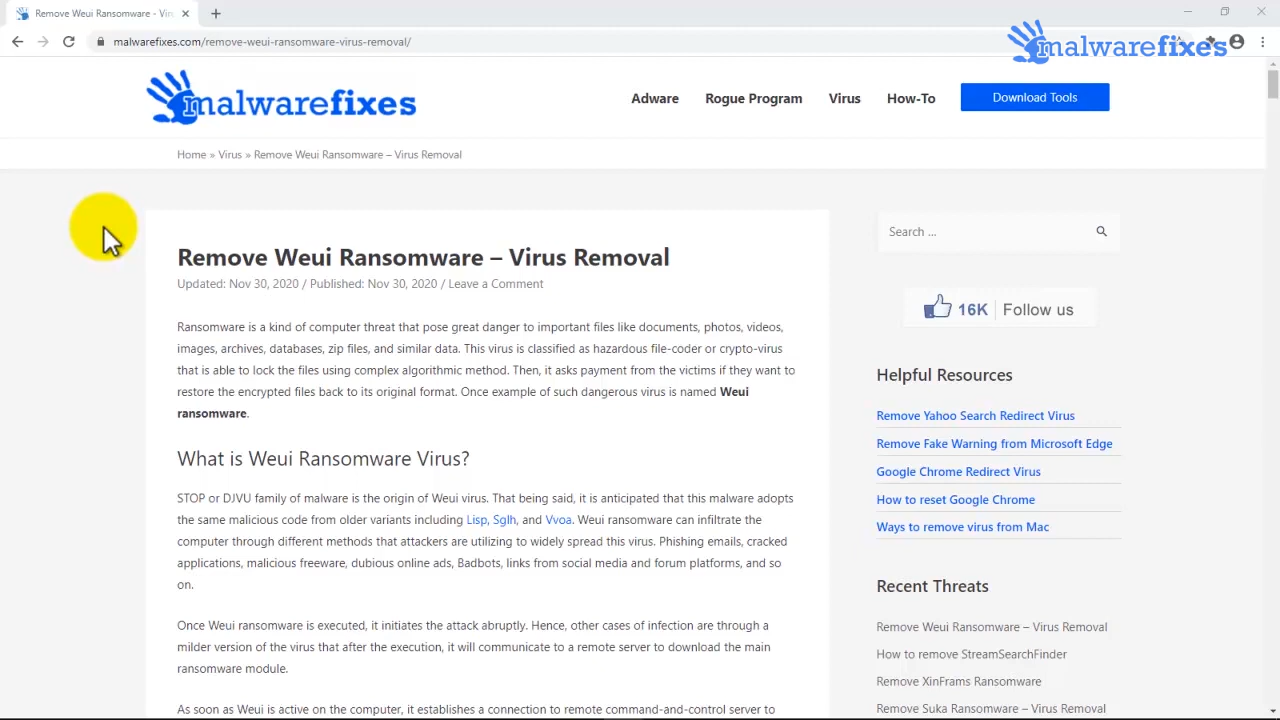 Remove Weui Ransomware - Vir
malwarefixes.com/remove-weui-ransomware-virus-removal/
malwarefixes
malwarefixes
Adware
Rogue Program
Virus
How-To
Download Tools
Home » Virus » Remove Weui Ransomware – Virus Removal
Remove Weui Ransomware – Virus Removal
Updated: Nov 30, 2020 / Published: Nov 30, 2020 / Leave a Comment
Ransomware is a kind of computer threat that pose great danger to important files like documents, photos, videos,
images, archives, databases, zip files, and similar data. This virus is classified as hazardous file-coder or crypto-virus
that is able to lock the files using complex algorithmic method. Then, it asks payment from the victims if they want to
restore the encrypted files back to its original format. Once example of such dangerous virus is named Weui
ransomware.
What is Weui Ransomware Virus?
STOP or DJVU family of malware is the origin of Weui virus. That being said, it is anticipated that this malware adopts
the same malicious code from older variants including Lisp, Sglh, and Vvoa. Weui ransomware can infiltrate the
computer through different methods that attackers are utilizing to widely spread this virus. Phishing emails, cracked
applications, malicious freeware, dubious online ads, Badbots, links from social media and forum platforms, and so
on.
Once Weui ransomware is executed, it initiates the attack abruptly. Hence, other cases of infection are through a
milder version of the virus that after the execution, it will communicate to a remote server to download the main
ransomware module.
As soon as Weui is active on the computer, it establishes a connection to remote command-and-control server to
Search ...
16K
Follow us
Helpful Resources
Remove Yahoo Search Redirect Virus
Remove Fake Warning from Microsoft Edge
Google Chrome Redirect Virus
How to reset Google Chrome
Ways to remove virus from Mac
Recent Threats
Remove Weui Ransomware – Virus Removal
How to remove StreamSearchFinder
Remove XinFrams Ransomware
Remove Suka Ransomware – Virus Removal